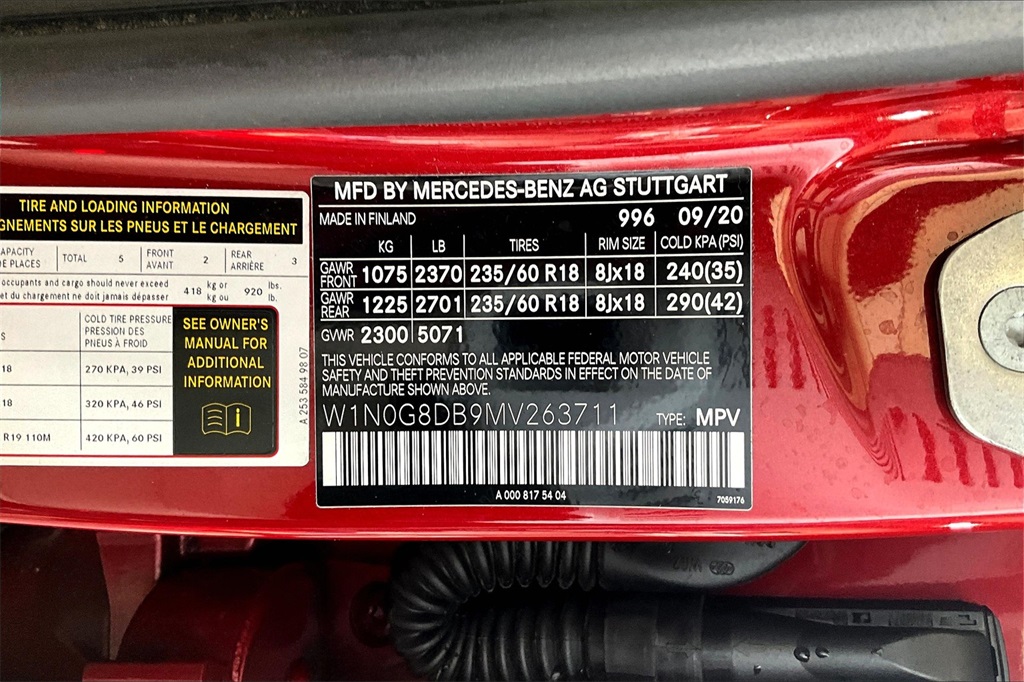 TIRE AND LOADING INFORMATION
GNEMENTS SUR LES PNEUS ET LE CHARGEMENT
APACITY TOTAL 5 FRONT 2 REAR 3
DE PLACES AVANT ARRIÈRE
occupants and cargo should never exceed 418 kg or 920 lbs.
et du chargement ne doit jamais dépasser kg ou lb.
COLD TIRE PRESSURE
PRESSION DES
S PNEUS À FROID
18 270 KPA, 39 PSI
18 320 KPA, 46 PSI
R19 110M 420 KPA, 60 PSI
SEE OWNER'S
MANUAL FOR
ADDITIONAL
INFORMATION
A 253 584 98 07
MFD BY MERCEDES-BENZ AG STUTTGART
MADE IN FINLAND 996 09/20
KG LB TIRES RIM SIZE COLD KPA (PSI)
GAWR FRONT 1075 2370 235/60 R18 8Jx18 240(35)
GAWR REAR 1225 2701 235/60 R18 8Jx18 290(42)
GVWR 2300 5071
THIS VEHICLE CONFORMS TO ALL APPLICABLE FEDERAL MOTOR VEHICLE
SAFETY AND THEFT PREVENTION STANDARDS IN EFFECT ON THE DATE OF
MANUFACTURE SHOWN ABOVE.
W1N0G8DB9MV263711 TYPE: MPV
A 000 817 54 04
7059176